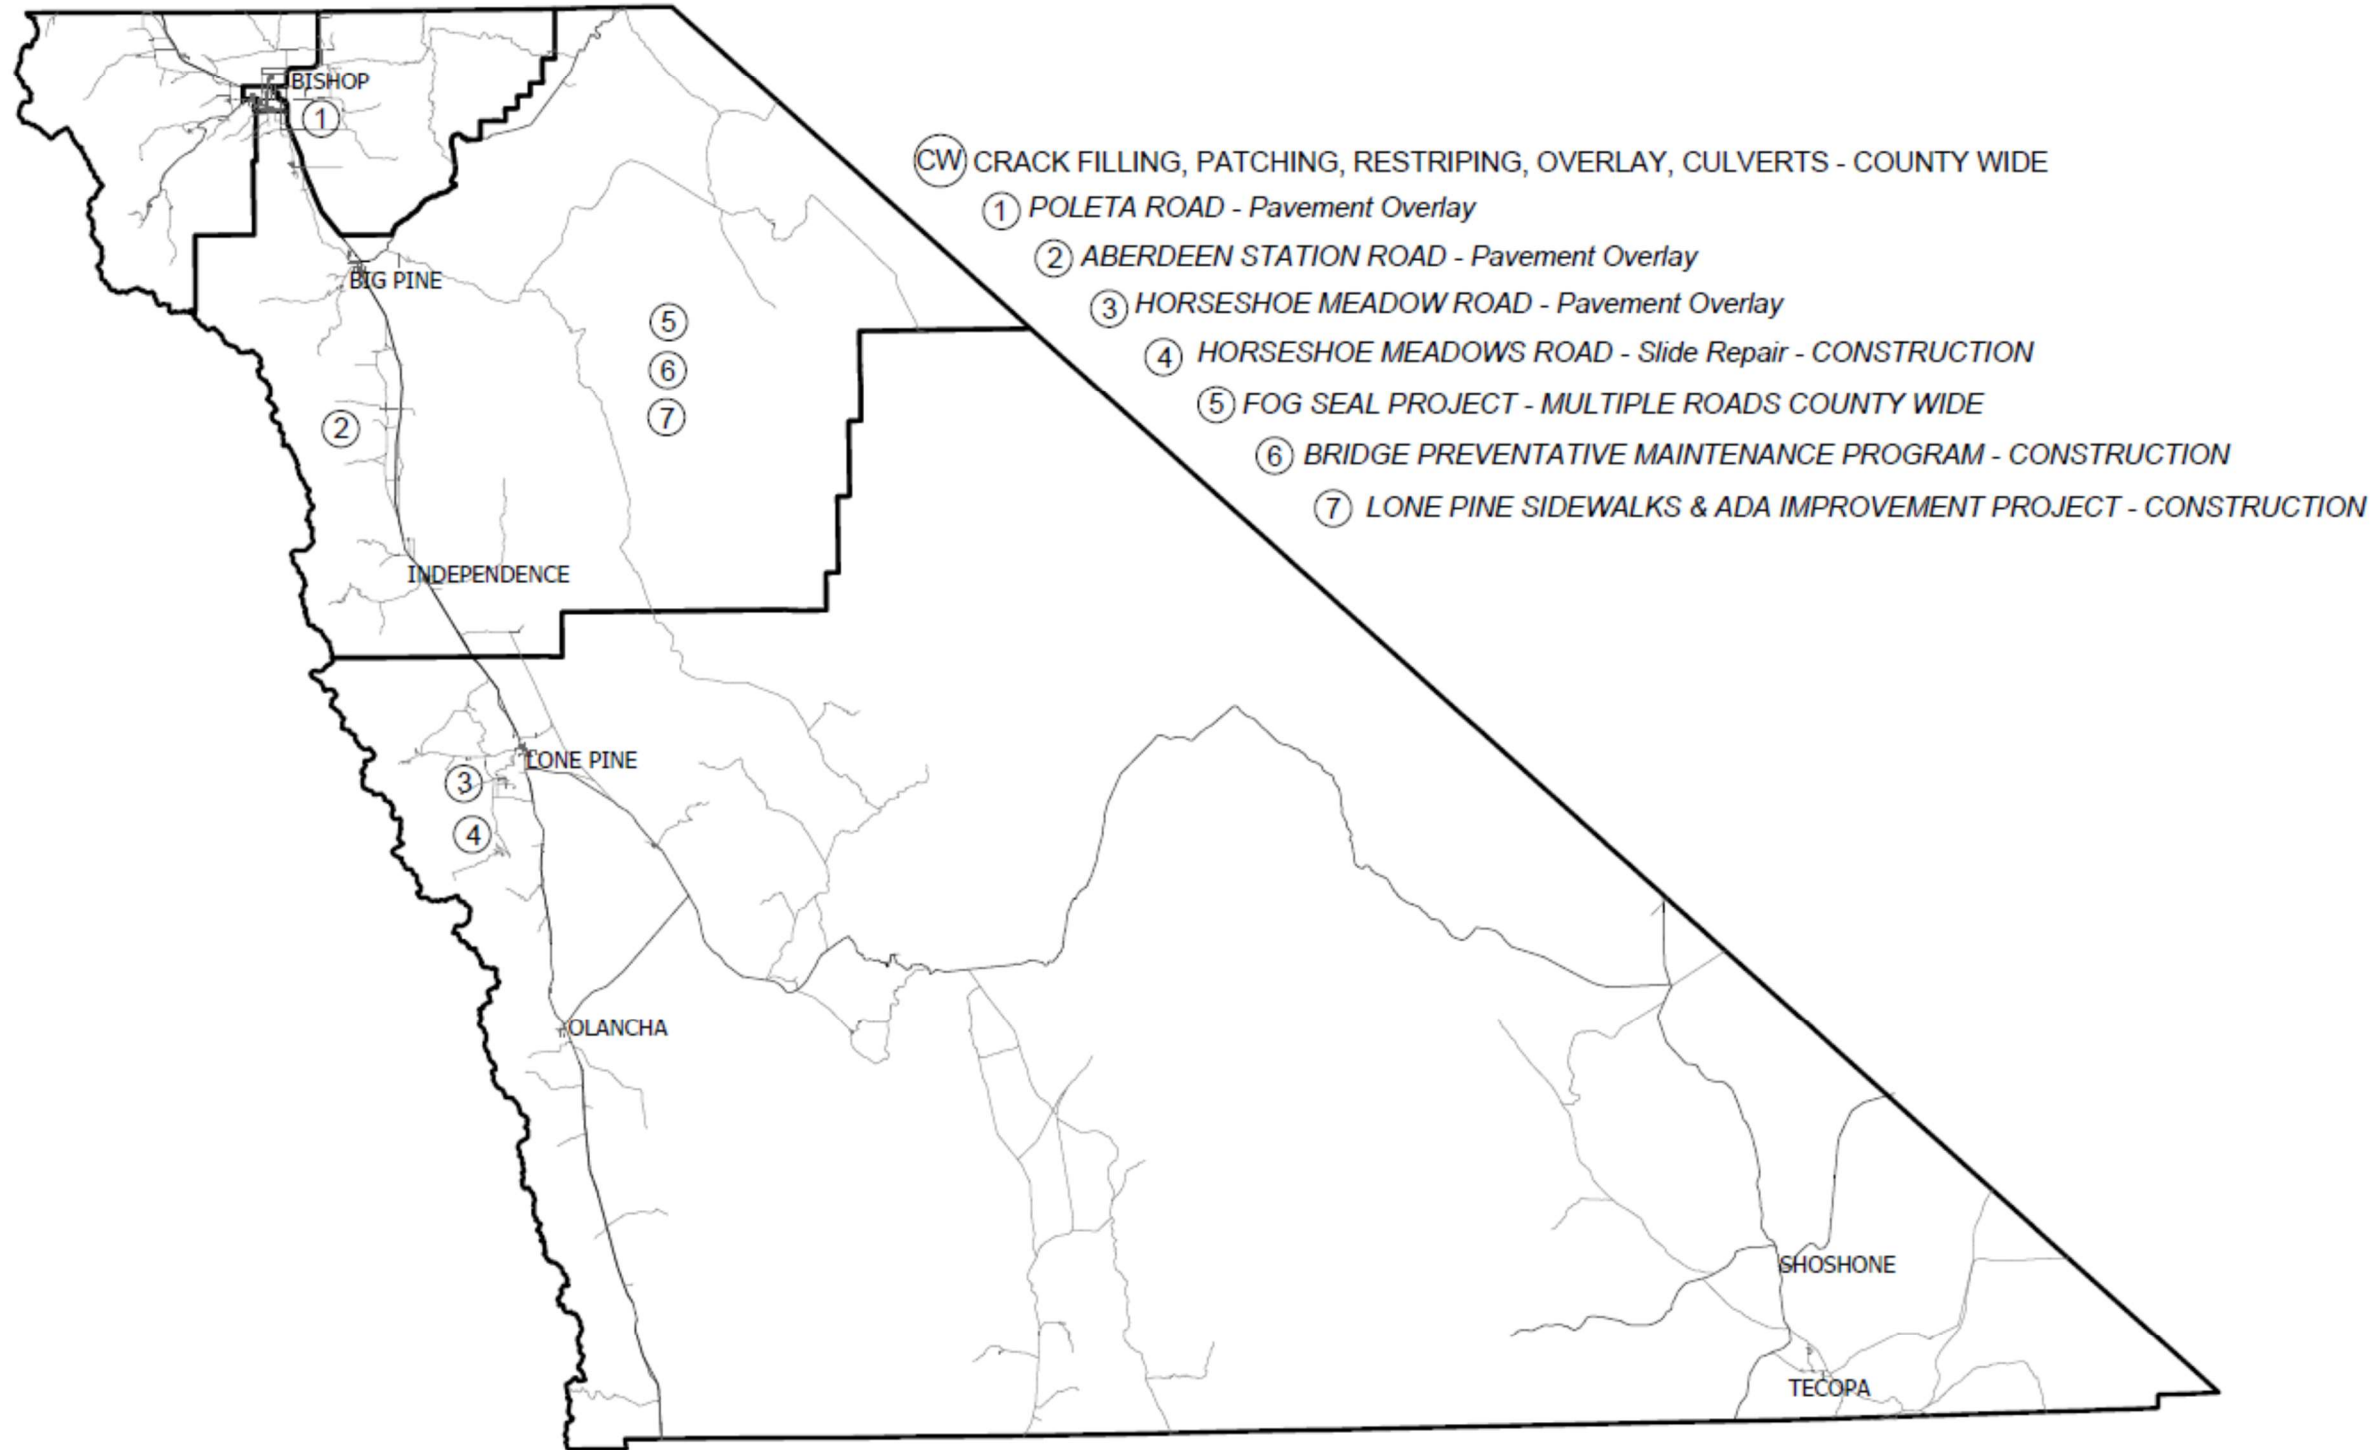 BISHOP
1
CW CRACK FILLING, PATCHING, RESTRIPING, OVERLAY, CULVERTS - COUNTY WIDE
1 POLETA ROAD - Pavement Overlay
2 ABERDEEN STATION ROAD - Pavement Overlay
3 HORSESHOE MEADOW ROAD - Pavement Overlay
4 HORSESHOE MEADOWS ROAD - Slide Repair - CONSTRUCTION
5 FOG SEAL PROJECT - MULTIPLE ROADS COUNTY WIDE
6 BRIDGE PREVENTATIVE MAINTENANCE PROGRAM - CONSTRUCTION
7 LONE PINE SIDEWALKS & ADA IMPROVEMENT PROJECT - CONSTRUCTION
BIG PINE
5
6
7
2
INDEPENDENCE
LONE PINE
3
4
OLANCHA
SHOSHONE
TECOPA